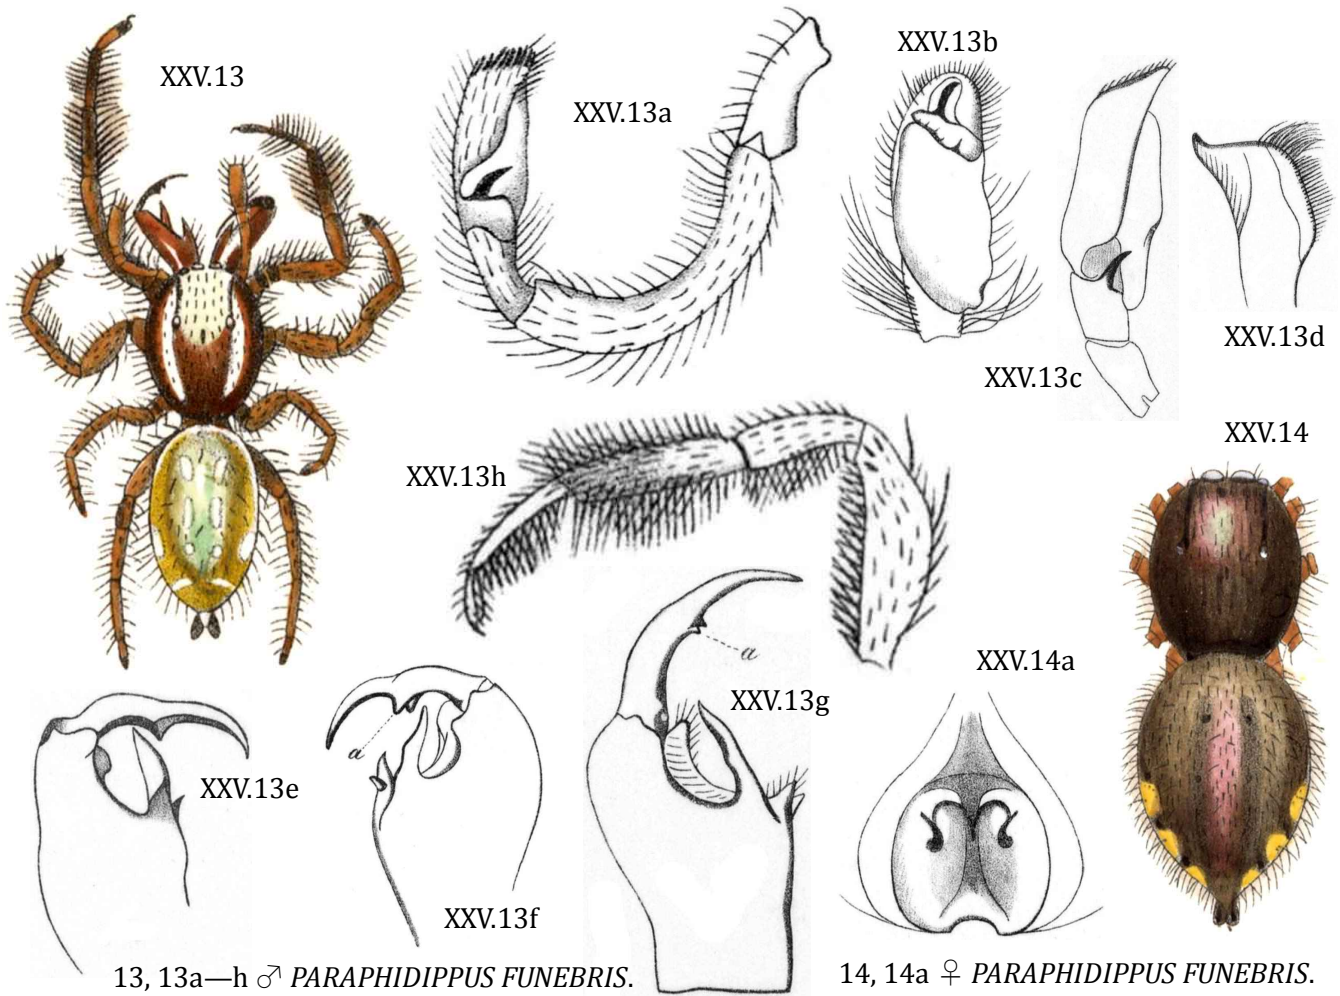 XXV.13
XXV.13a
XXV.13b
XXV.13c
XXV.13d
XXV.14
XXV.13h
a
XXV.14a
XXV.13g
XXV.13e
a
XXV.13f
13, 13a—h ♂ PARAPHIDIPPUS FUNEBRIS.
14, 14a ♀ PARAPHIDIPPUS FUNEBRIS.